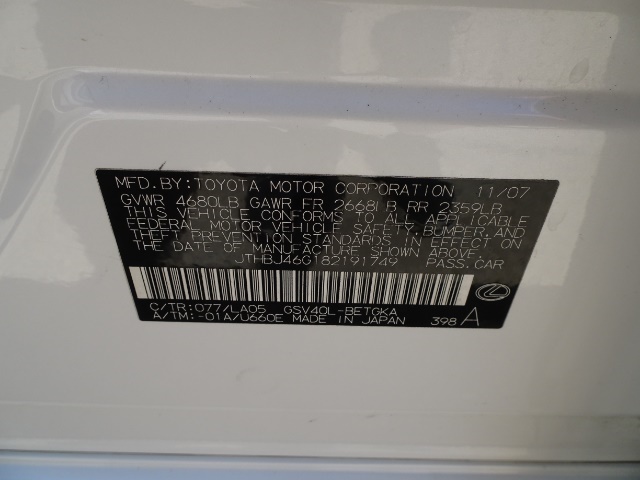 MFD. BY: TOYOTA MOTOR CORPORATION 11/07
GVWR 4680LB GAWR FR 2668LB RR 2359LB
THIS VEHICLE CONFORMS TO ALL APPLICABLE
FEDERAL MOTOR VEHICLE SAFETY, BUMPER, AND
THEFT PREVENTION STANDARDS IN EFFECT ON
THE DATE OF MANUFACTURE SHOWN ABOVE.
JTHBJ46G182191749 PASS. CAR
C/TR: 077/LA05 GSV40L-BETGKA
A/TM: -01A/U660E MADE IN JAPAN 398 A